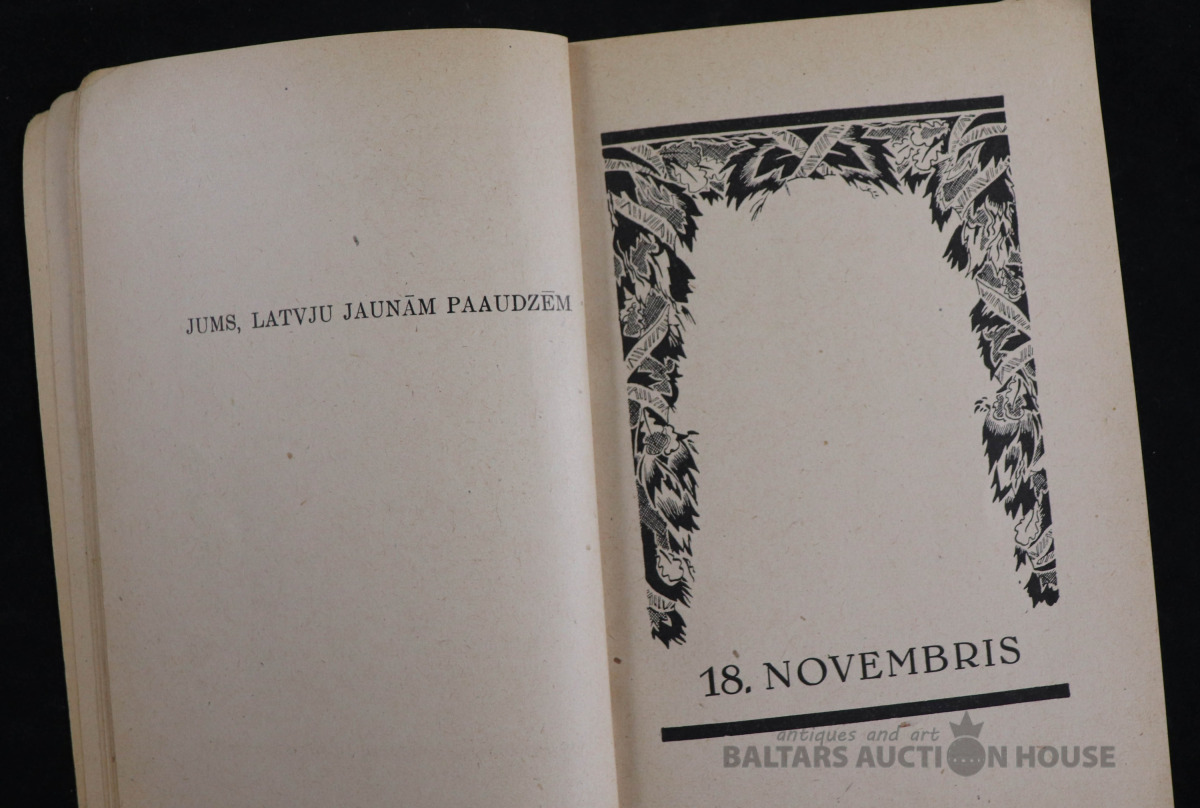 JUMS, LATVJU JAUNĀM PAAUDZĒM
18. NOVEMBRIS
antiques and art
BALTARS AUCTION HOUSE